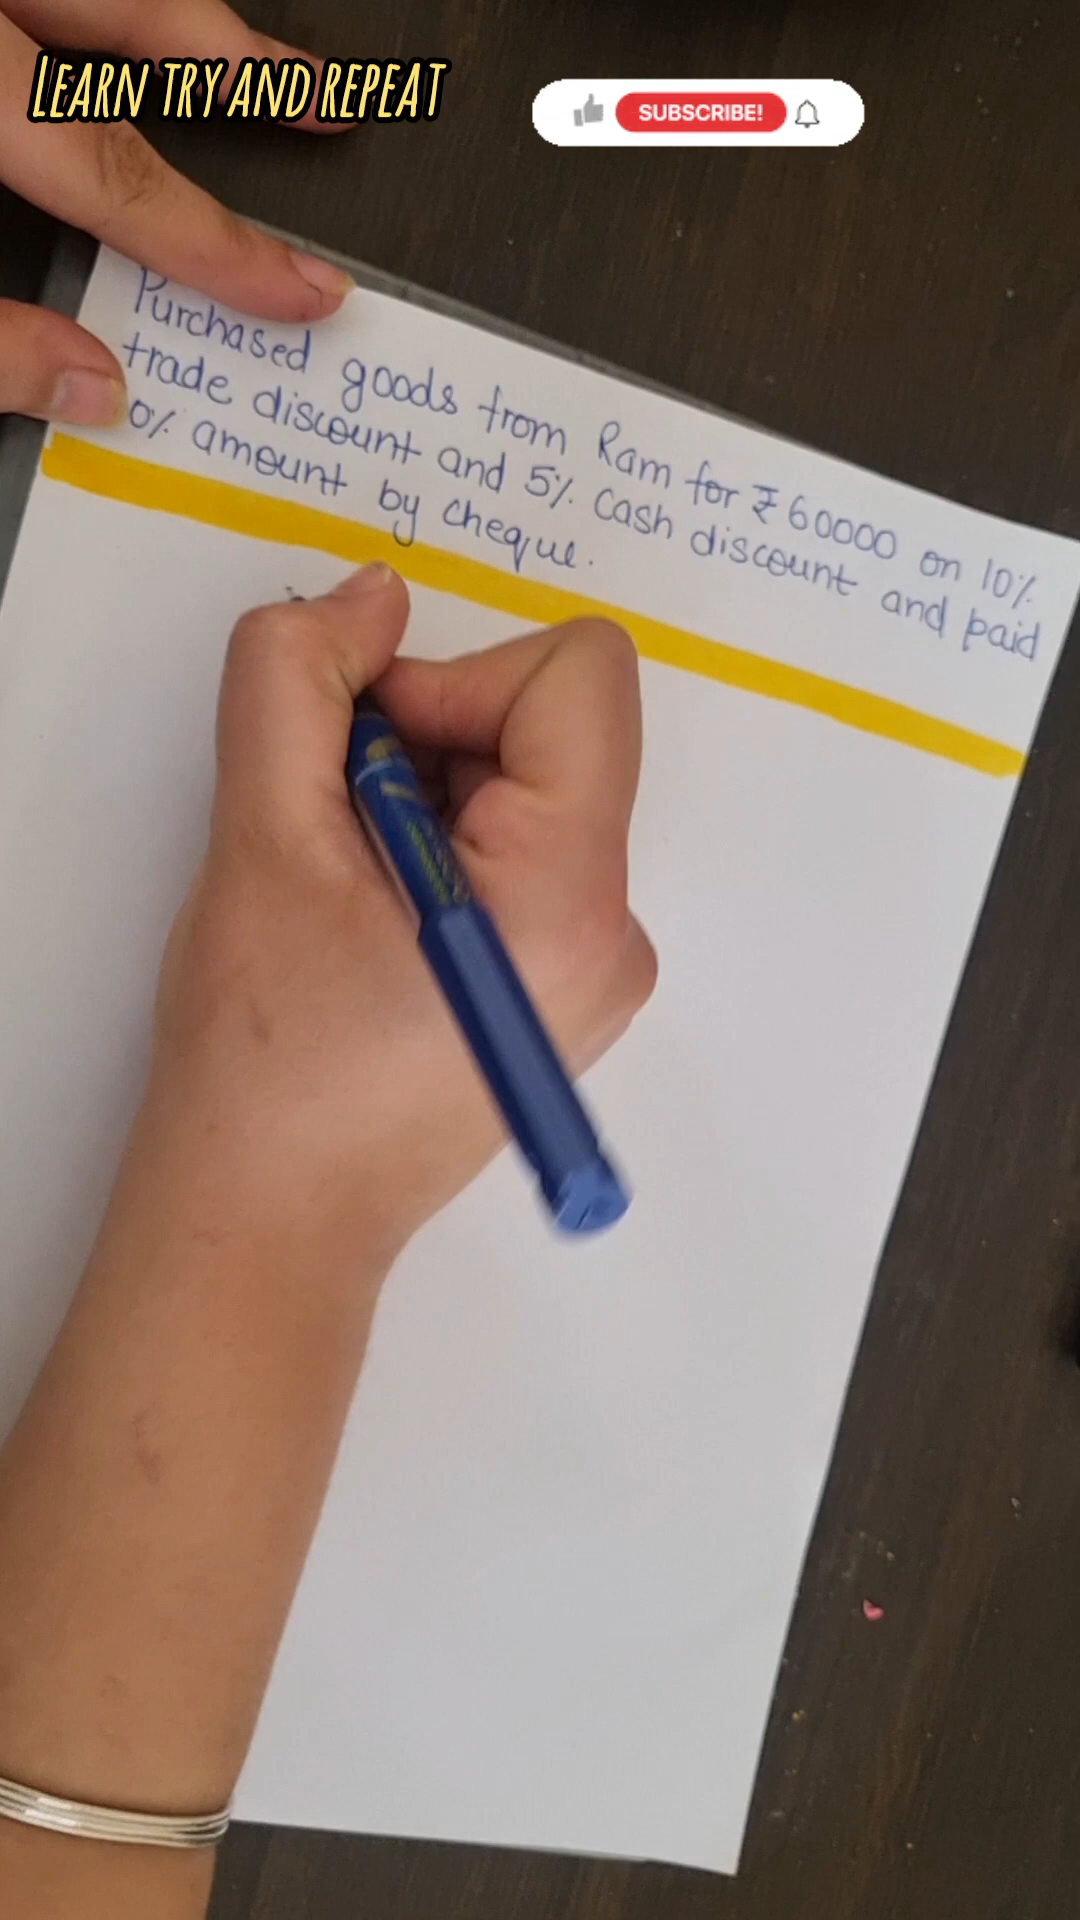 LEARN TRY AND REPEAT
SUBSCRIBE!
Purchased goods from Ram for ₹60000 on 10%
trade discount and 5% cash discount and paid
0% amount by cheque.